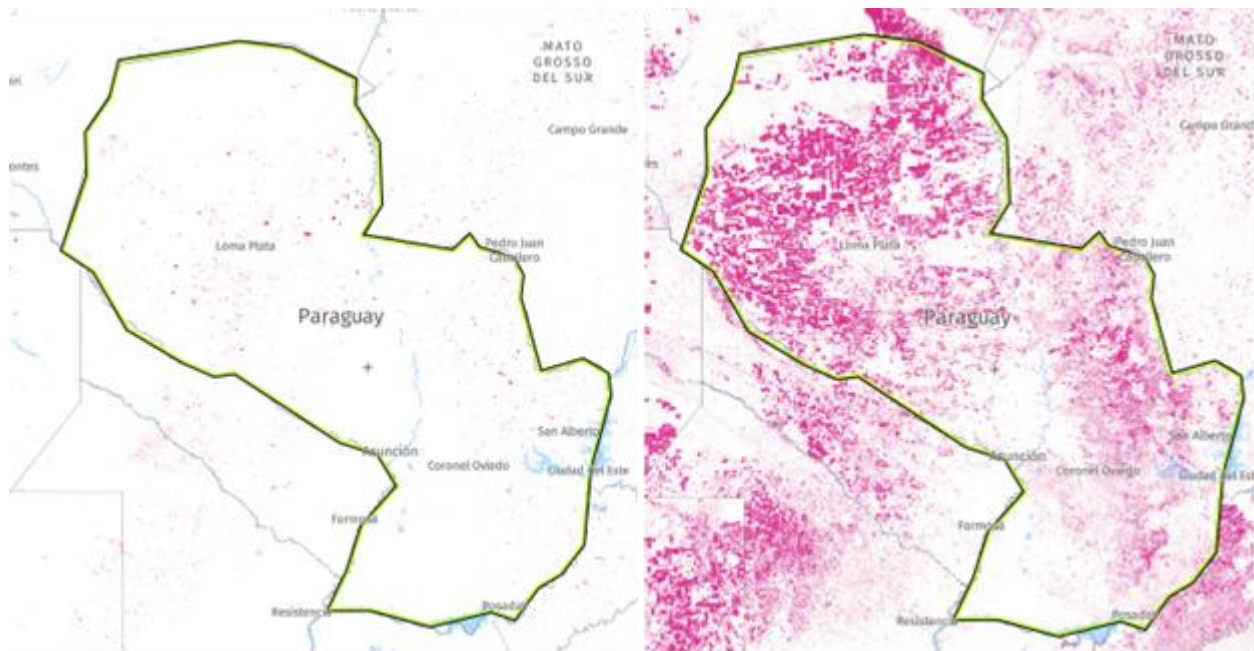 MATO
GROSSO
DEL SUR
Campo Grande
ontes
Loma Plata
Pedro Juan
Caballero
Paraguay
San Alberto
Asunción
Coronel Oviedo
Ciudad del Este
Formosa
Resistencia
Posadas
MATO
GROSSO
DEL SUR
Campo Grande
Loma Plata
Pedro Juan
Caballero
Paraguay
San Alberto
Asunción
Coronel Oviedo
Ciudad del Est
Formosa
Resistencia
Posadas